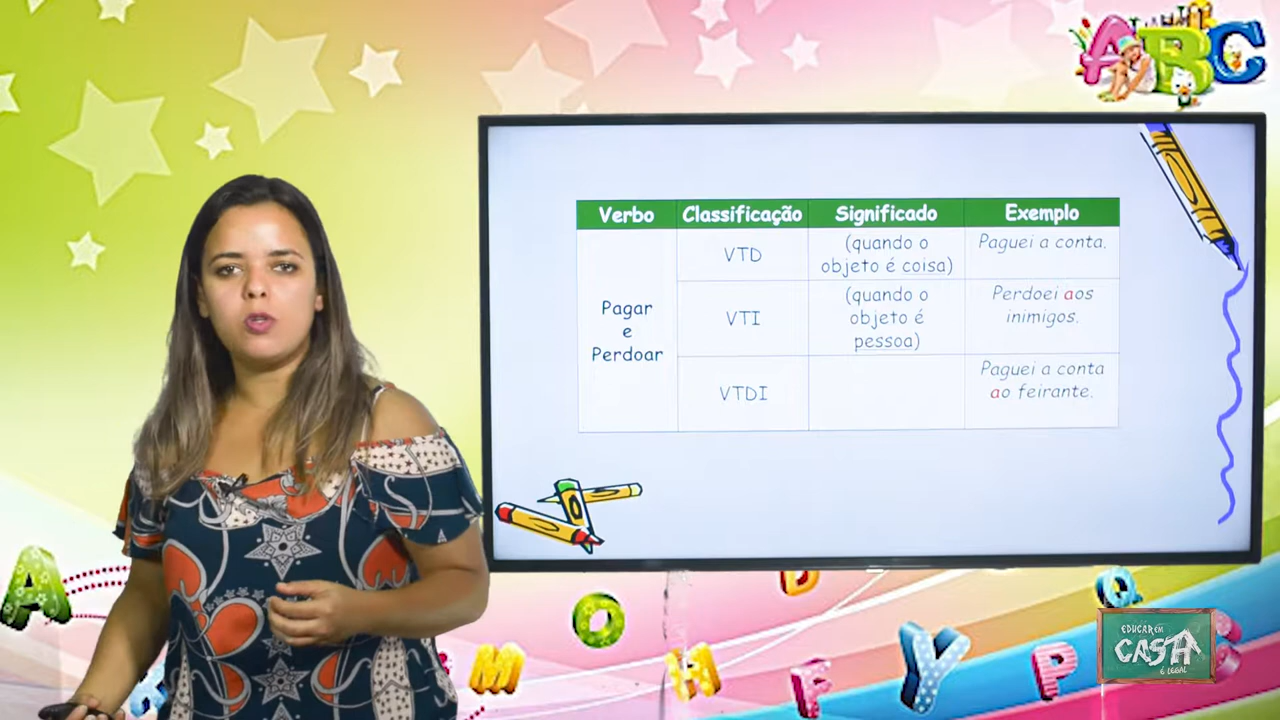 ABC
Verbo Classificação Significado Exemplo
Pagar
e
Perdoar
VTD
(quando o
objeto é coisa)
Paguei a conta.
VTI
(quando o
objeto é
pessoa)
Perdoei aos
inimigos.
VTDI
Paguei a conta
ao feirante.
A
O
D
Q
M
H
F
Y
P
EDUCAR EM
CASA
É LEGAL